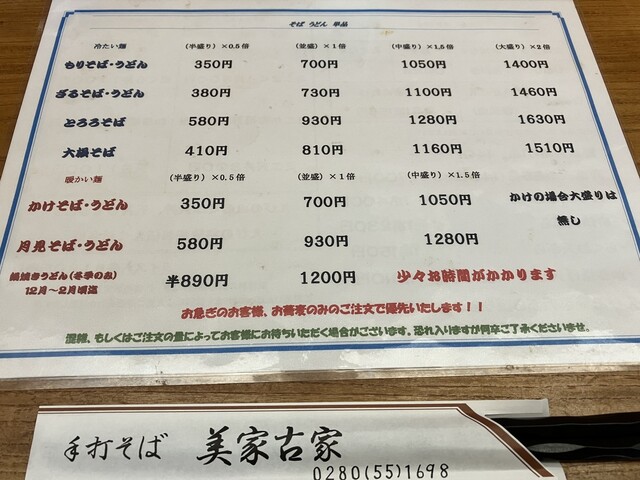 そば うどん 単品
冷たい麺 (半盛り)×0.5倍 (並盛)×1倍 (中盛り)×1.5倍 (大盛り)×2倍
もりそば・うどん 350円 700円 1050円 1400円
ざるそば・うどん 380円 730円 1100円 1460円
とろろそば 580円 930円 1280円 1630円
大根そば 410円 810円 1160円 1510円
暖かい麺 (半盛り)×0.5倍 (並盛)×1倍 (中盛り)×1.5倍
かけそば・うどん 350円 700円 1050円 かけの場合大盛りは
無し
月見そば・うどん 580円 930円 1280円
鍋焼きうどん(冬季のみ) 半890円 1200円 少々お時間がかかります
12月～2月頃迄
お急ぎのお客様、お蕎麦のみのご注文で優先いたします！！
混雑、もしくはご注文の量によってお客様にお待ちいただく場合がございます。恐れ入りますが何卒ご了承くださいませ。
手打そば 美家古家
0280(55)1698